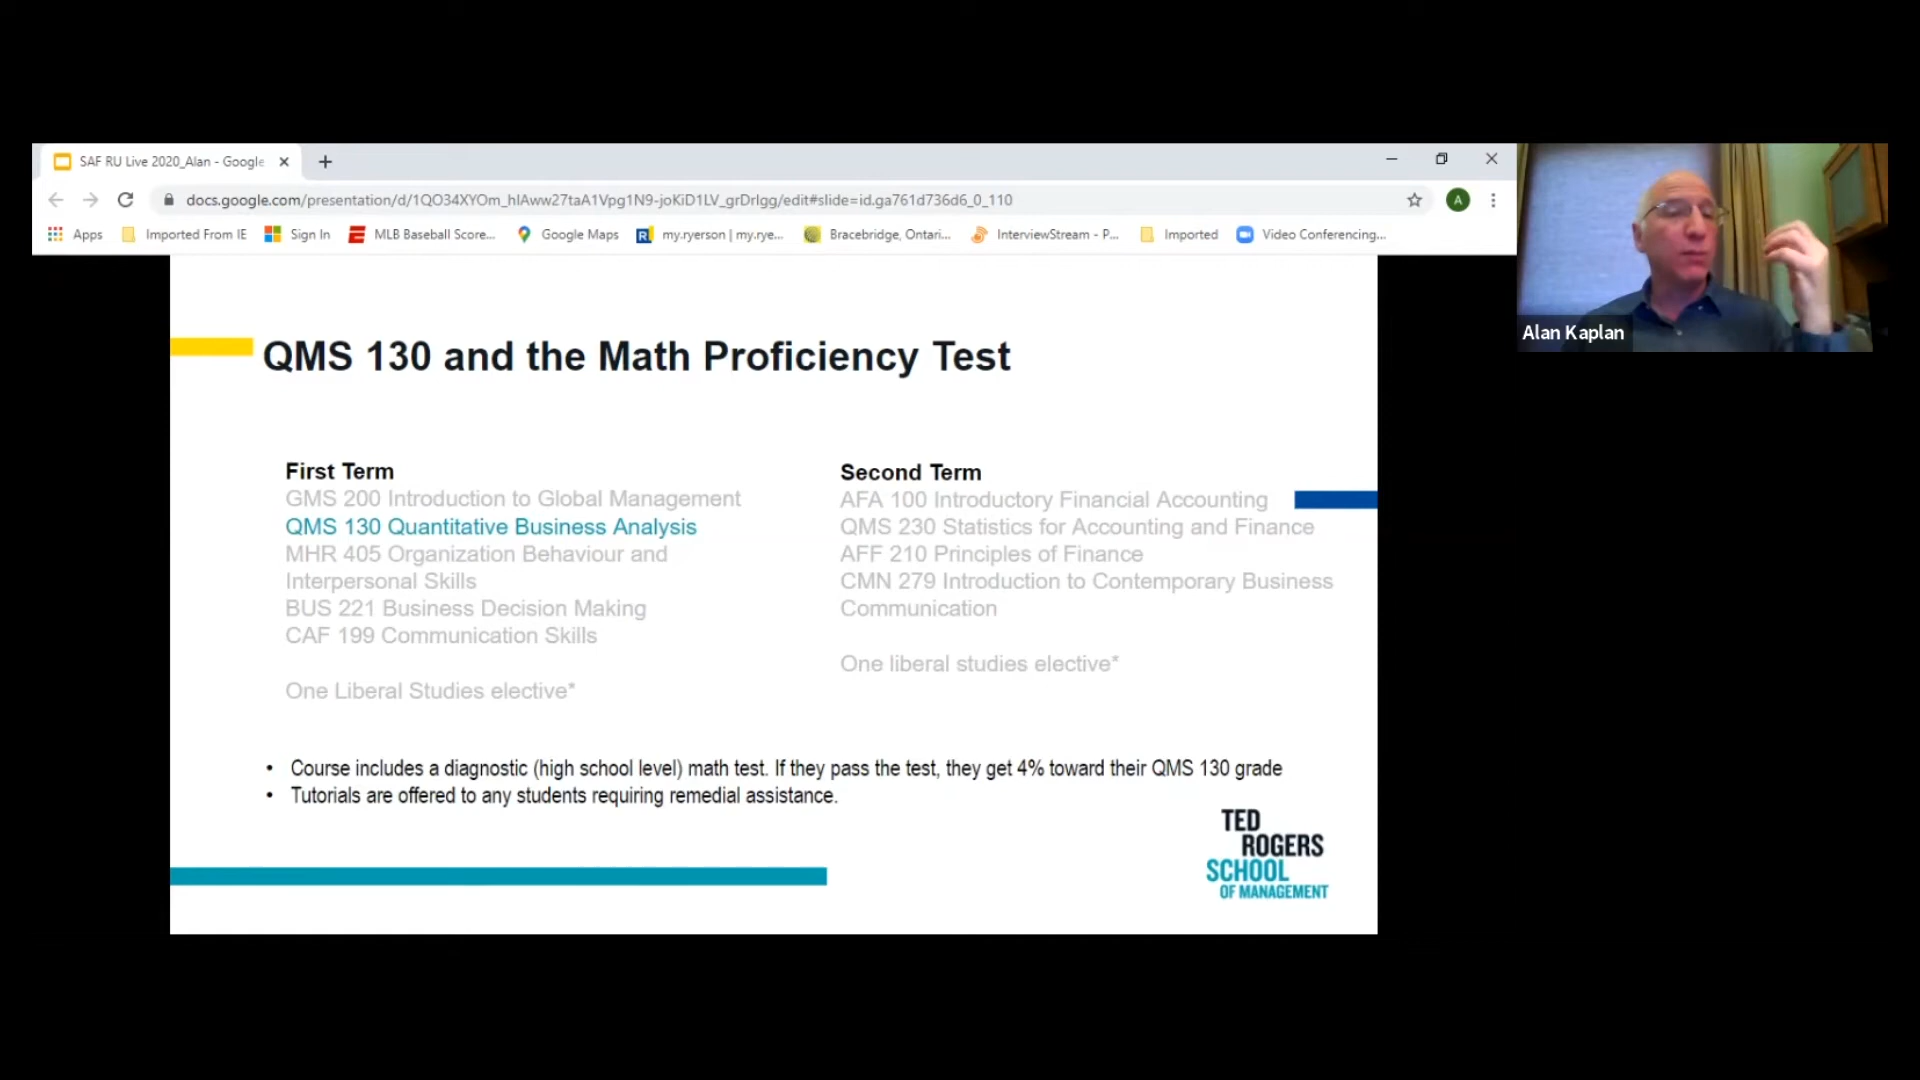 SAF RU Live 2020_Alan - Google
docs.google.com/presentation/d/1QO34XYOm_hIAww27taA1Vpg1N9-joKiD1LV_grDrIgg/edit#slide=id.ga761d736d6_0_110
A
Apps Imported From IE Sign In MLB Baseball Score... Google Maps my.ryerson | my.rye... Bracebridge, Ontari... InterviewStream - P... Imported Video Conferencing...
Alan Kaplan
QMS 130 and the Math Proficiency Test
First Term
GMS 200 Introduction to Global Management
QMS 130 Quantitative Business Analysis
MHR 405 Organization Behaviour and
Interpersonal Skills
BUS 221 Business Decision Making
CAF 199 Communication Skills
One Liberal Studies elective*
Second Term
AFA 100 Introductory Financial Accounting
QMS 230 Statistics for Accounting and Finance
AFF 210 Principles of Finance
CMN 279 Introduction to Contemporary Business
Communication
One liberal studies elective*
• Course includes a diagnostic (high school level) math test. If they pass the test, they get 4% toward their QMS 130 grade
• Tutorials are offered to any students requiring remedial assistance.
TED
ROGERS
SCHOOL
OF MANAGEMENT